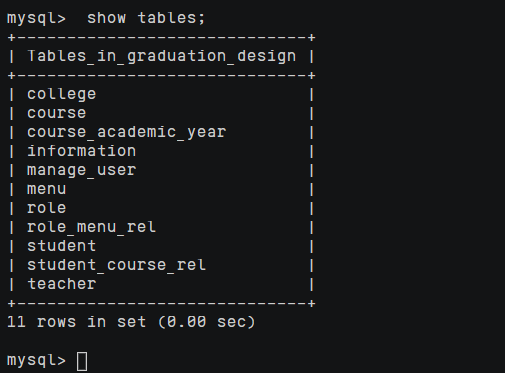 mysql>  show tables;
+------------------------------+
| Tables_in_graduation_design |
+------------------------------+
| college                      |
| course                       |
| course_academic_year         |
| information                  |
| manage_user                  |
| menu                         |
| role                         |
| role_menu_rel                |
| student                      |
| student_course_rel           |
| teacher                      |
+------------------------------+
11 rows in set (0.00 sec)
mysql>